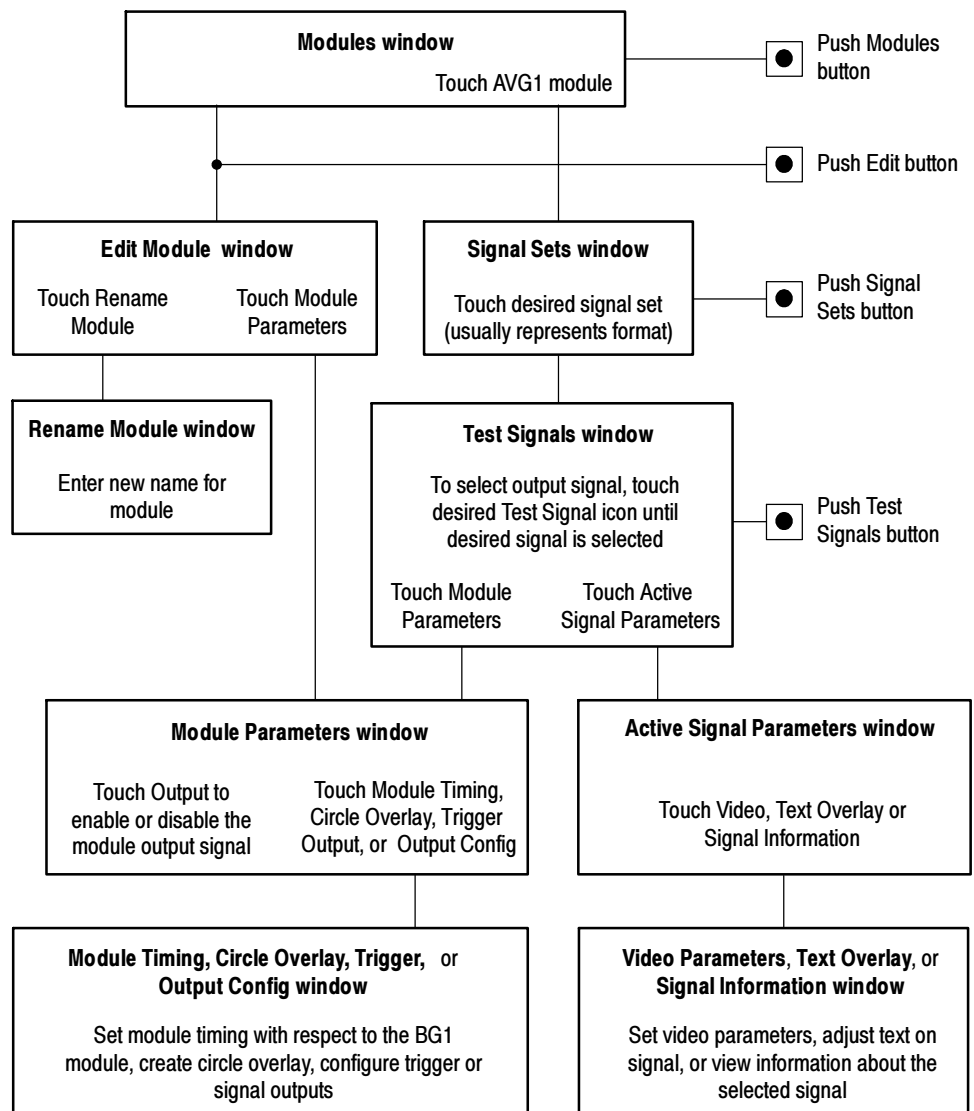 Modules window
Touch AVG1 module
Push Modules
button
Push Edit button
Edit Module window
Touch Rename
Module
Touch Module
Parameters
Signal Sets window
Touch desired signal set
(usually represents format)
Push Signal
Sets button
Rename Module window
Enter new name for
module
Test Signals window
To select output signal, touch
desired Test Signal icon until
desired signal is selected
Touch Module
Parameters
Touch Active
Signal Parameters
Push Test
Signals button
Module Parameters window
Touch Output to
enable or disable the
module output signal
Touch Module Timing,
Circle Overlay, Trigger
Output, or Output Config
Active Signal Parameters window
Touch Video, Text Overlay or
Signal Information
Module Timing, Circle Overlay, Trigger, or
Output Config window
Set module timing with respect to the BG1
module, create circle overlay, configure trigger or
signal outputs
Video Parameters, Text Overlay, or
Signal Information window
Set video parameters, adjust text on
signal, or view information about the
selected signal